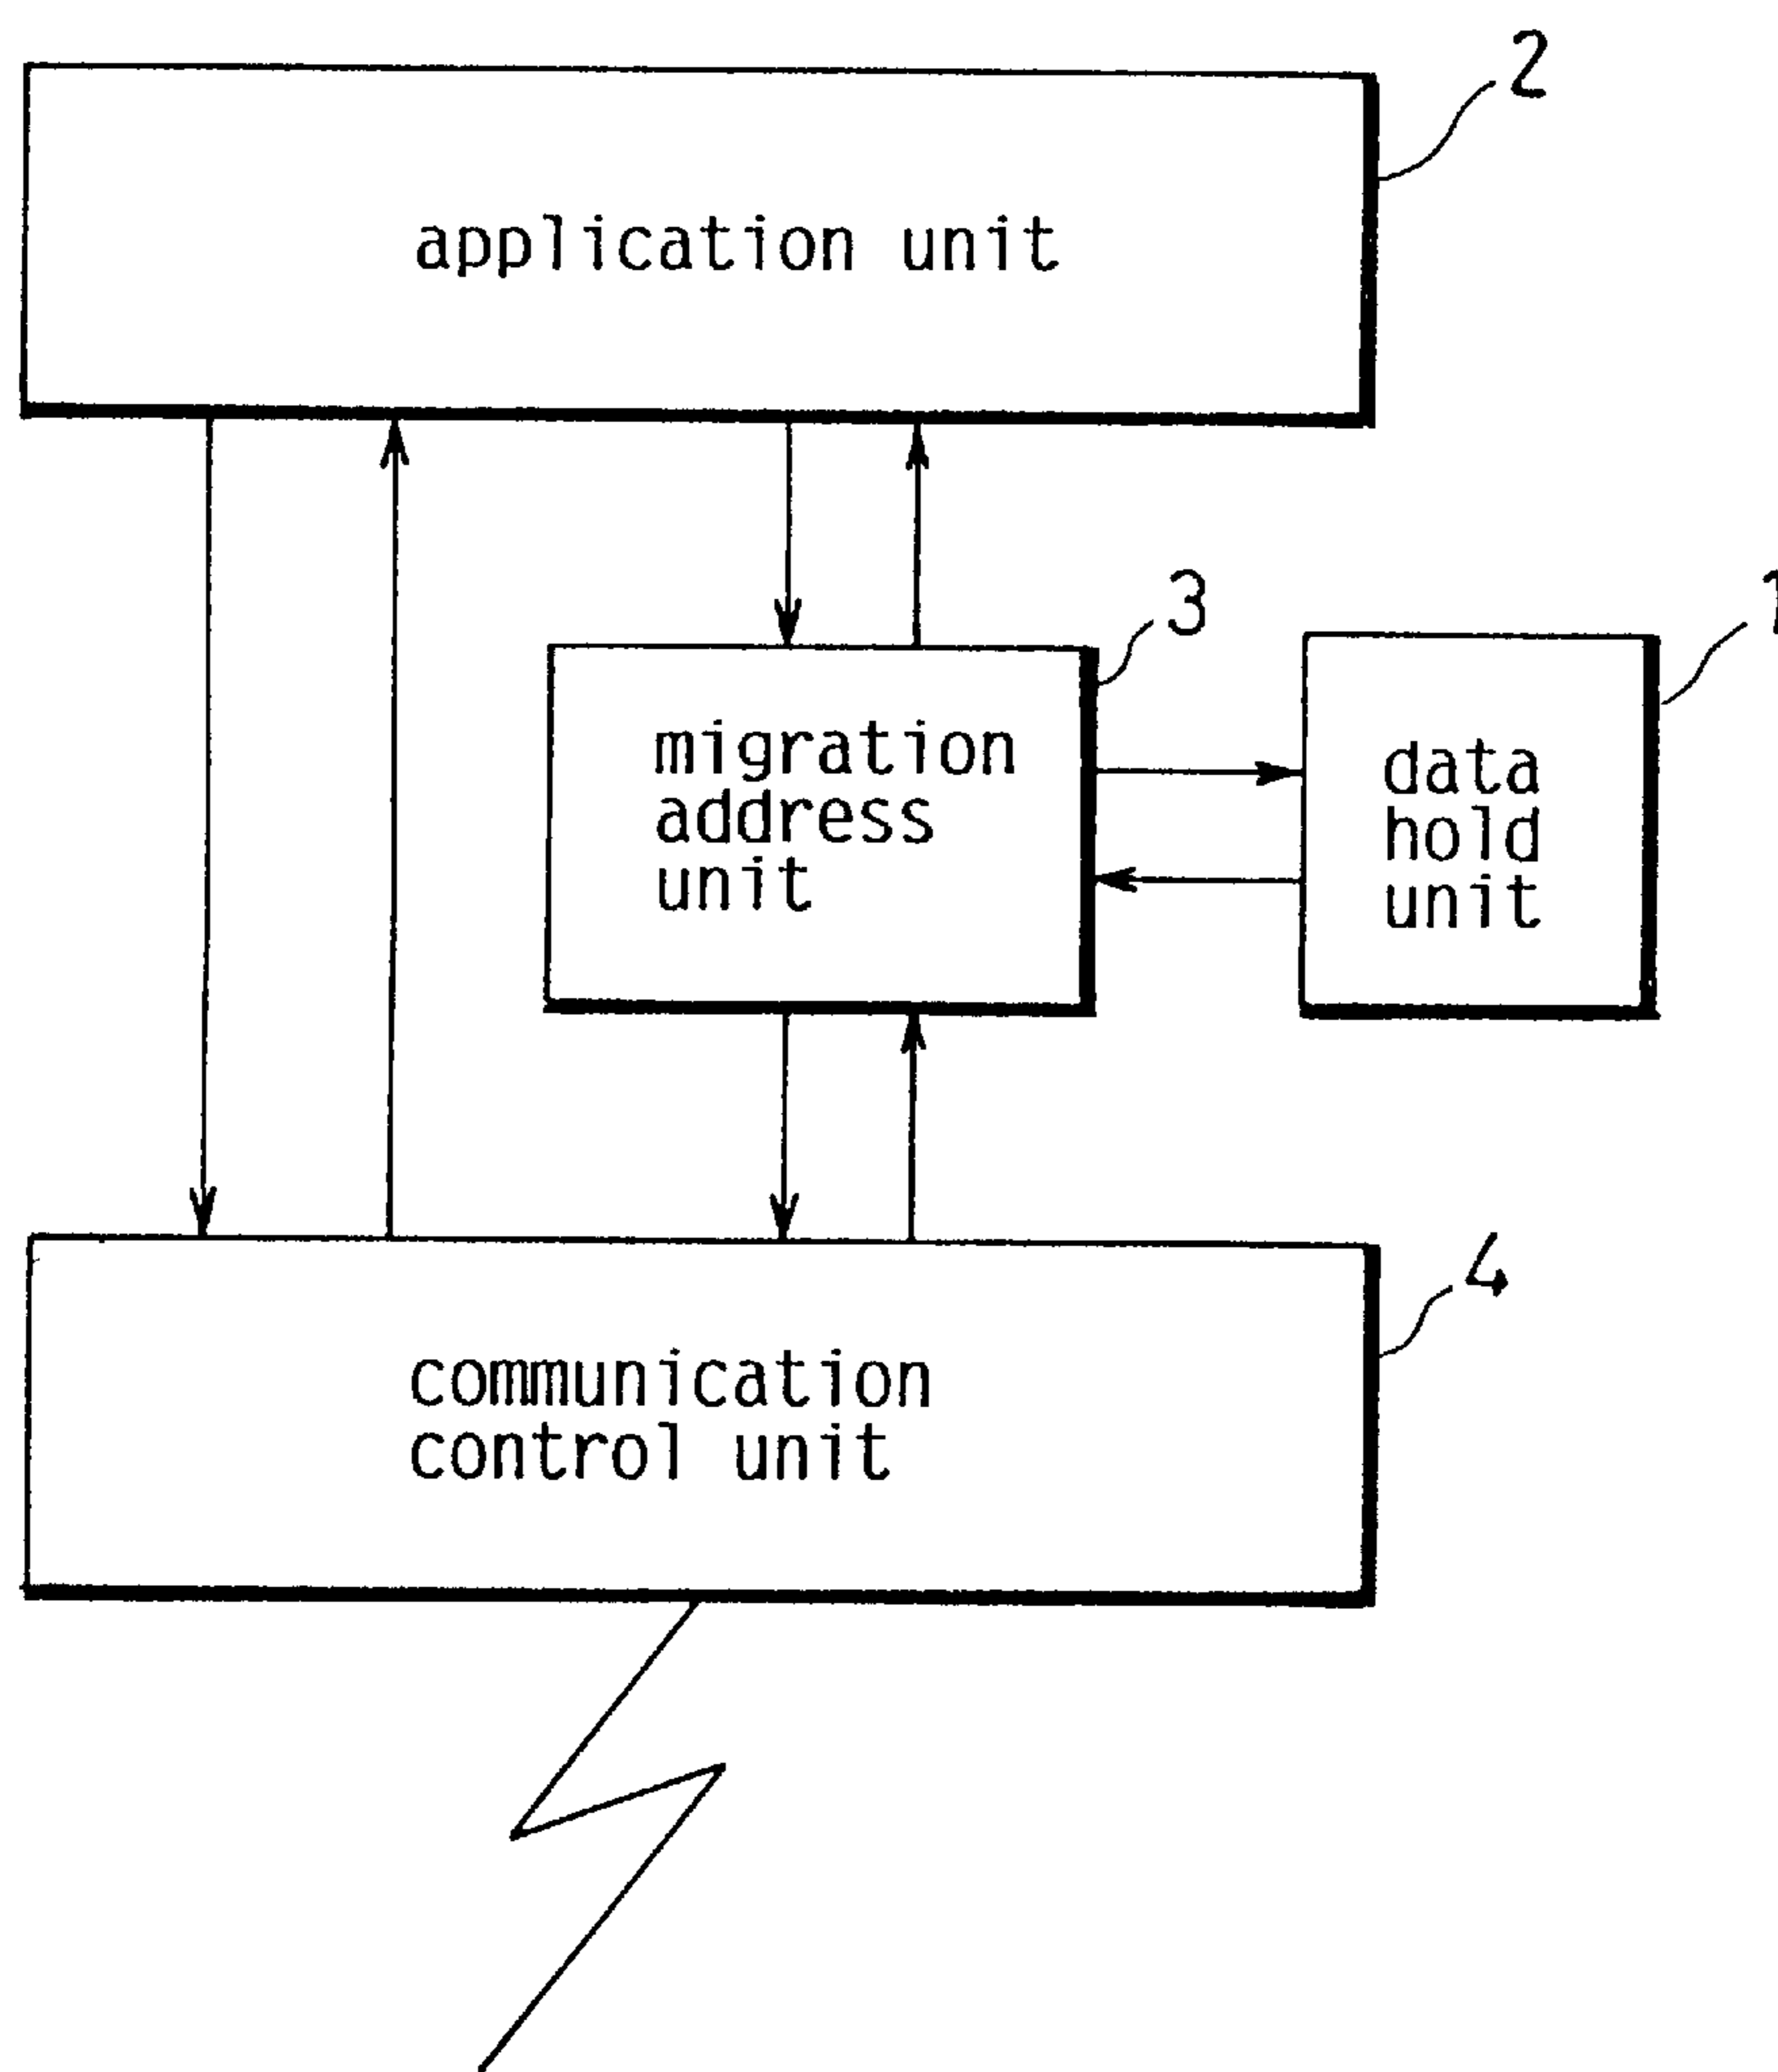 2
application unit
3
1
migration
address
unit
data
hold
unit
4
communication
control unit